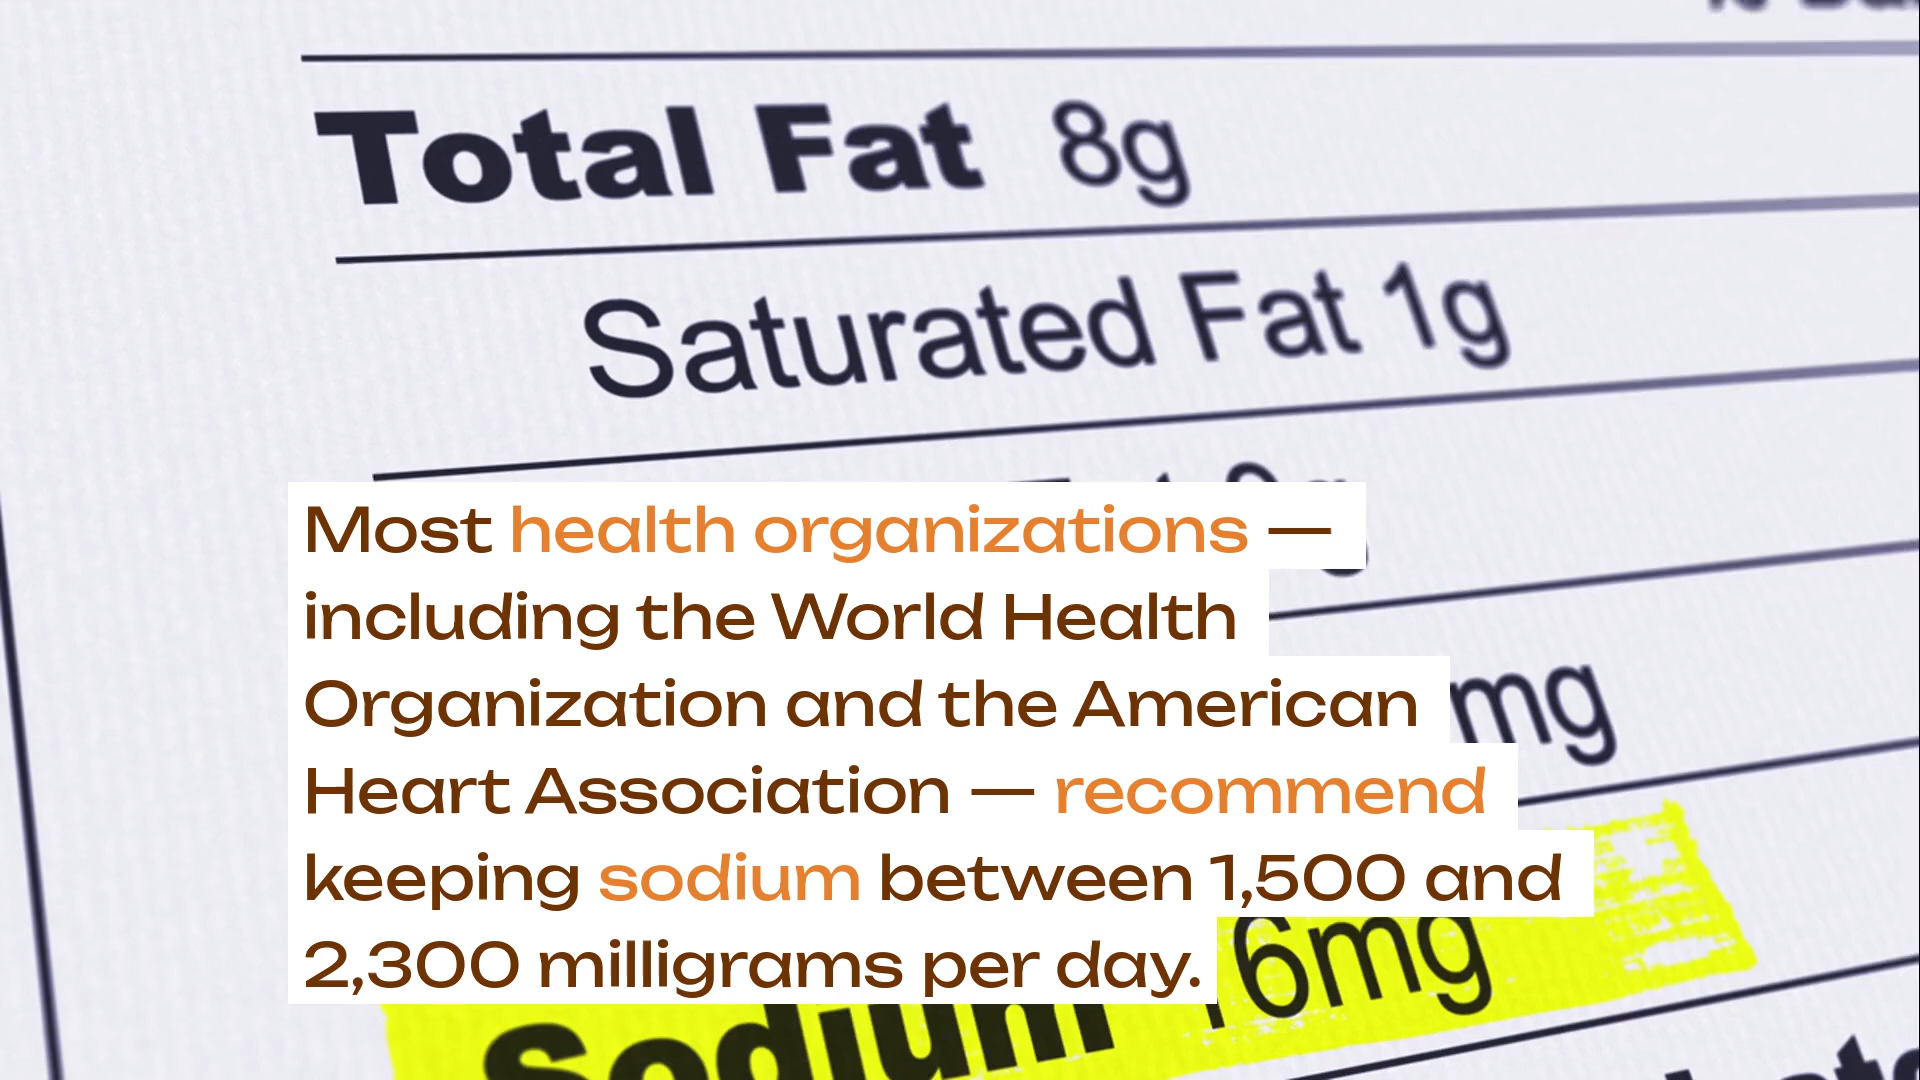 Total Fat 8g
Saturated Fat 1g
Most health organizations —
including the World Health
Organization and the American
mg
Heart Association — recommend
keeping sodium between 1,500 and
2,300 milligrams per day.
Sodium 16mg